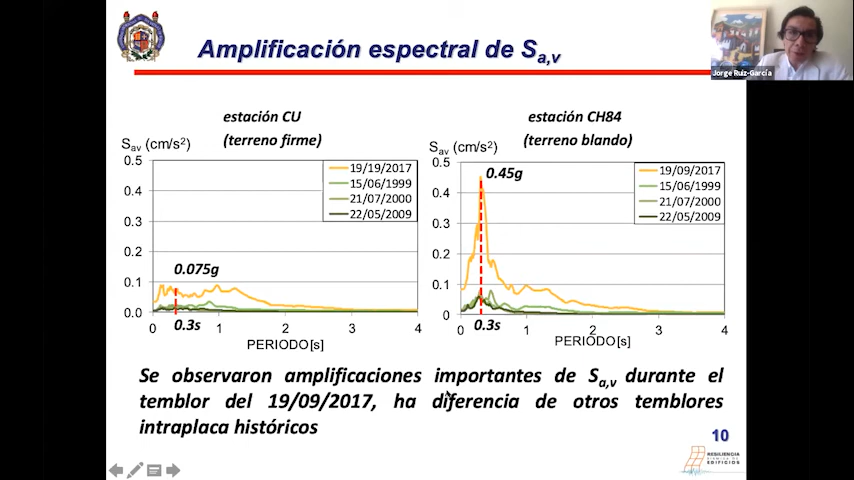 Amplificación espectral de Sa,v
Jorge Ruiz-García
estación CU
(terreno firme)
estación CH84
(terreno blando)
Sav (cm/s²)
0.5
0.4
0.3
0.2
0.1
0.0
19/19/2017
15/06/1999
21/07/2000
22/05/2009
0.075g
0.3s
0 1 2 3 4
PERIODO[s]
Sav (cm/s²)
0.5
0.4
0.3
0.2
0.1
0
19/09/2017
15/06/1999
21/07/2000
22/05/2009
0.45g
0.3s
0 1 2 3 4
PERIODO[s]
Se observaron amplificaciones importantes de Sa,v durante el
temblor del 19/09/2017, ha diferencia de otros temblores
intraplaca históricos
10
RESILIENCIA
EDIFICIOS